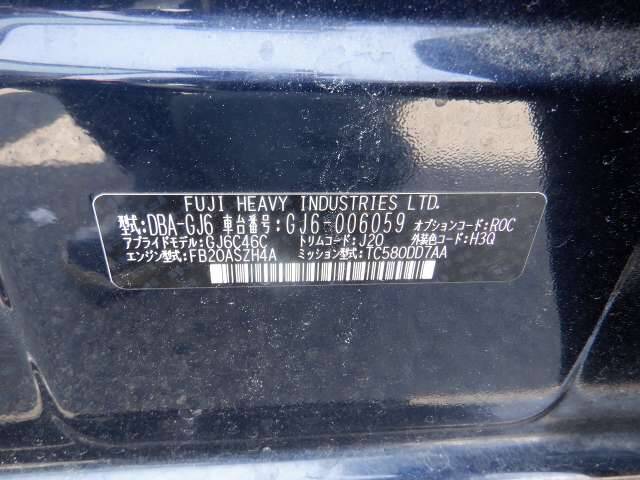 FUJI HEAVY INDUSTRIES LTD.
型式:DBA-GJ6 車台番号:GJ6-006059 オプションコード:ROC
アプライドモデル:GJ6C46C トリムコード:J20 外装色コード:H3Q
エンジン型式:FB20ASZH4A ミッション型式:TC580DD7AA